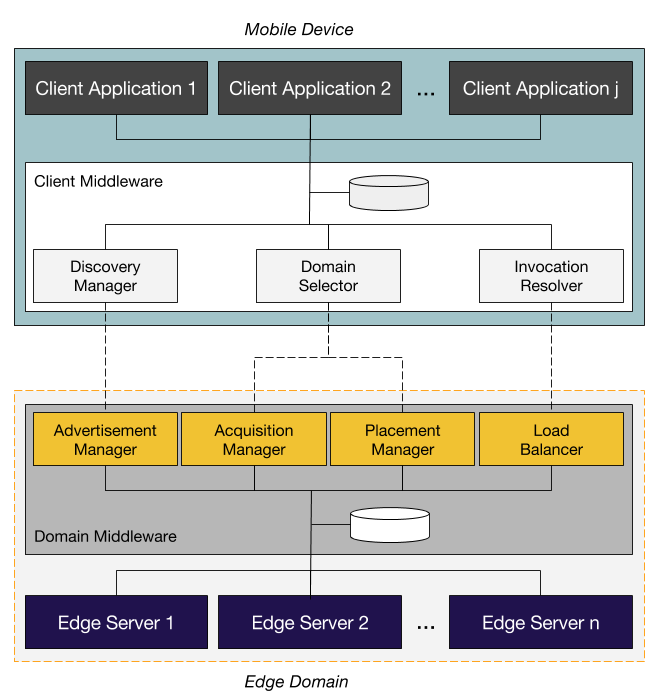 Mobile Device
Client Application 1
Client Application 2
...
Client Application j
Client Middleware
Discovery
Manager
Domain
Selector
Invocation
Resolver
Advertisement
Manager
Acquisition
Manager
Placement
Manager
Load
Balancer
Domain Middleware
Edge Server 1
Edge Server 2
...
Edge Server n
Edge Domain